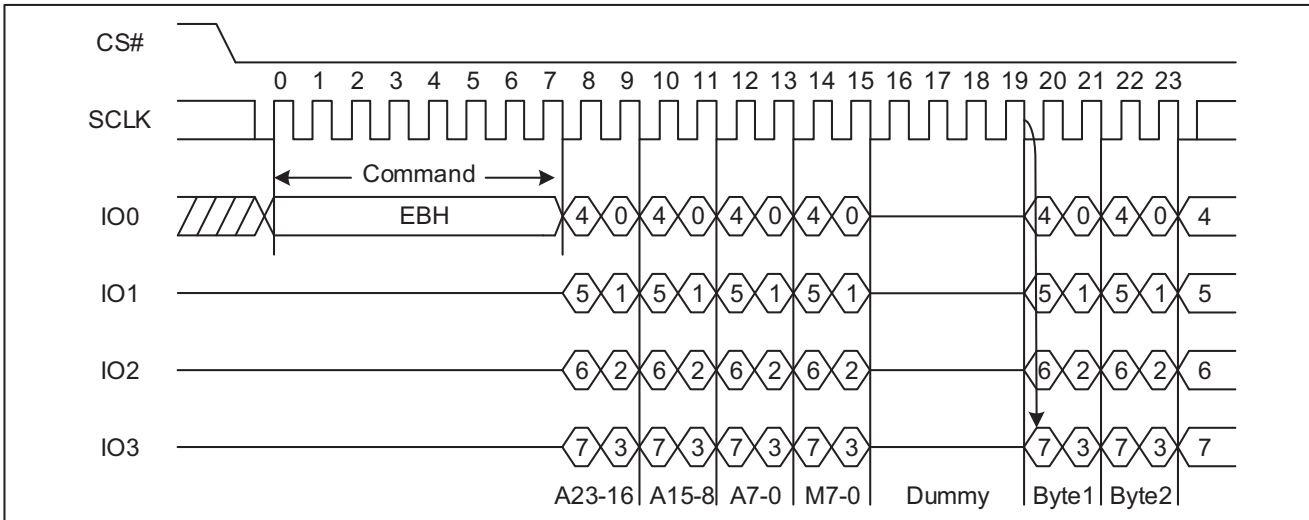 CS#
0 1 2 3 4 5 6 7 8 9 10 11 12 13 14 15 16 17 18 19 20 21 22 23
SCLK
Command
IO0 EBH 4 0 4 0 4 0 4 0 4 0 4 0 4
IO1 5 1 5 1 5 1 5 1 5 1 5 1 5
IO2 6 2 6 2 6 2 6 2 6 2 6 2 6
IO3 7 3 7 3 7 3 7 3 7 3 7 3 7
A23-16 A15-8 A7-0 M7-0 Dummy Byte1 Byte2